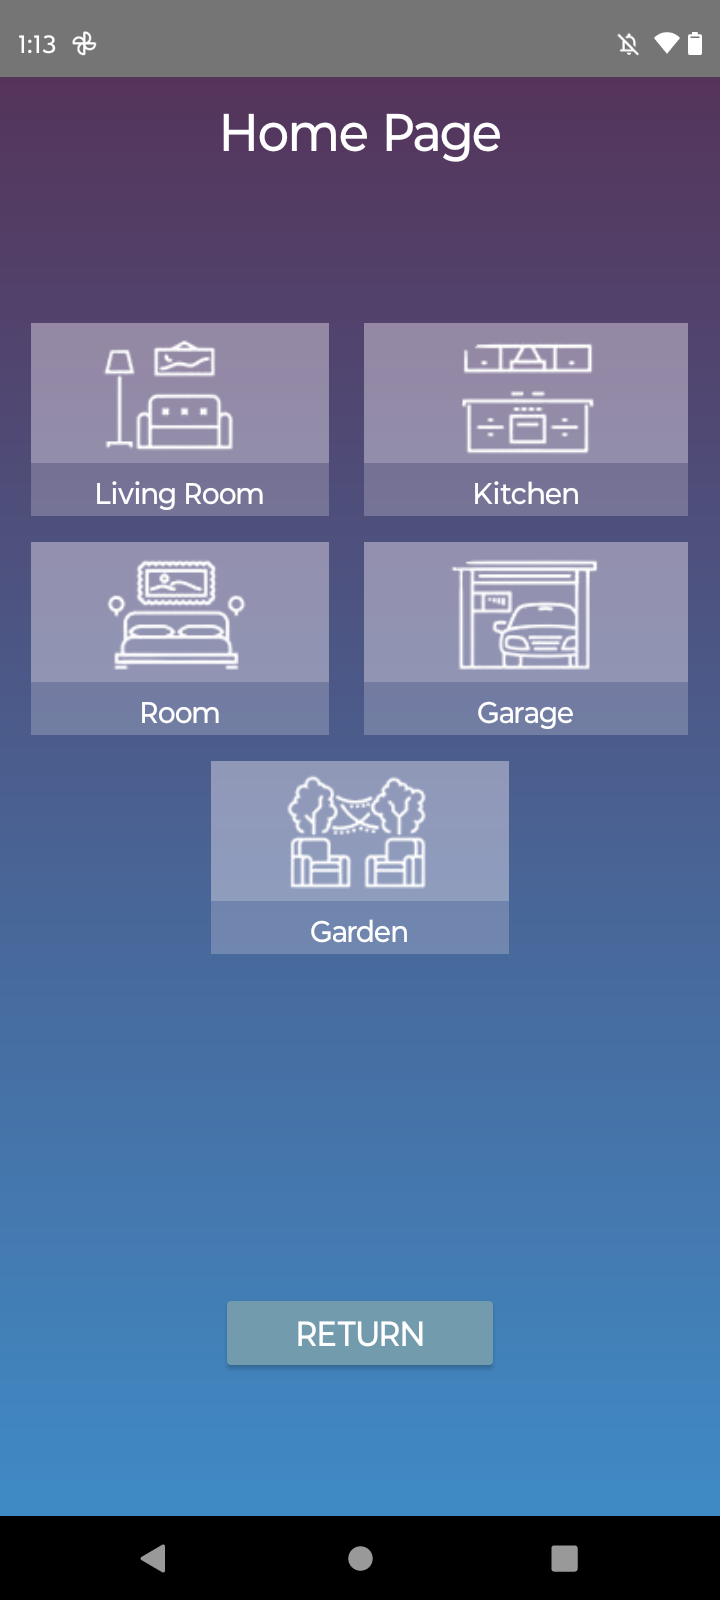 1:13
Home Page
Living Room
Kitchen
Room
Garage
Garden
RETURN